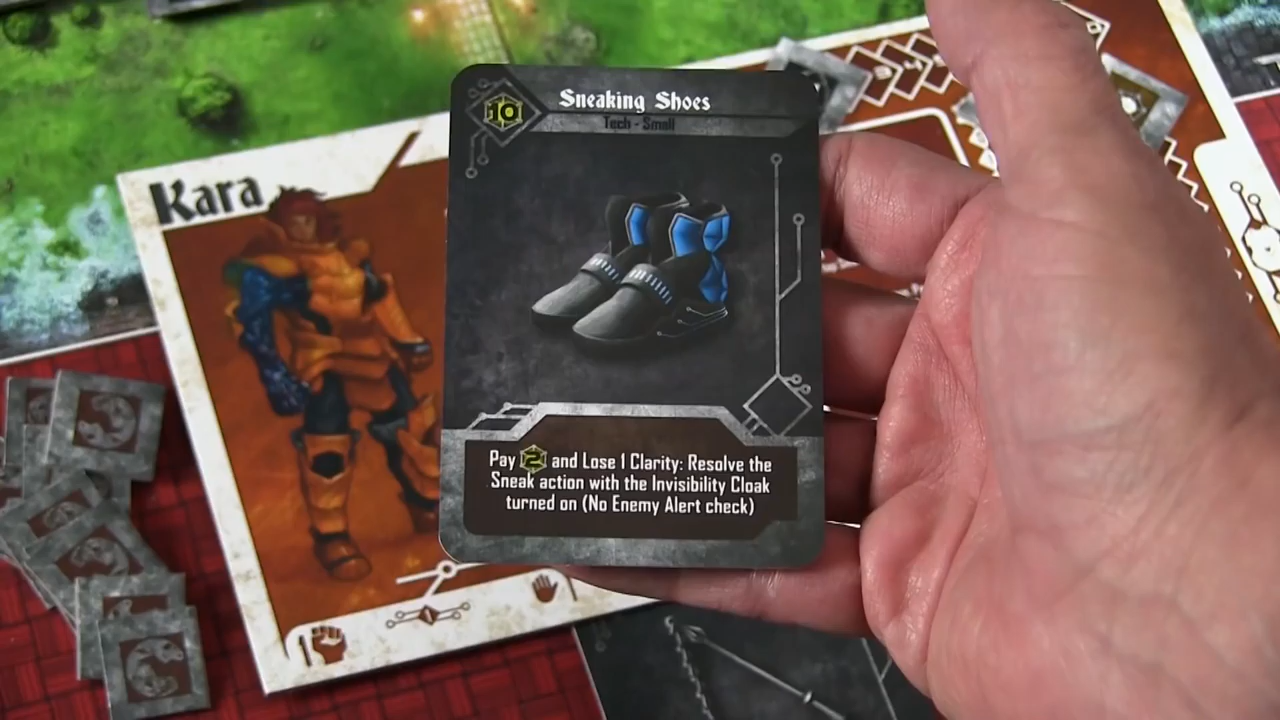 10
Sneaking Shoes
Tech - Small
Kara
Pay 2 and Lose 1 Clarity: Resolve the
Sneak action with the Invisibility Cloak
turned on (No Enemy Alert check)
1